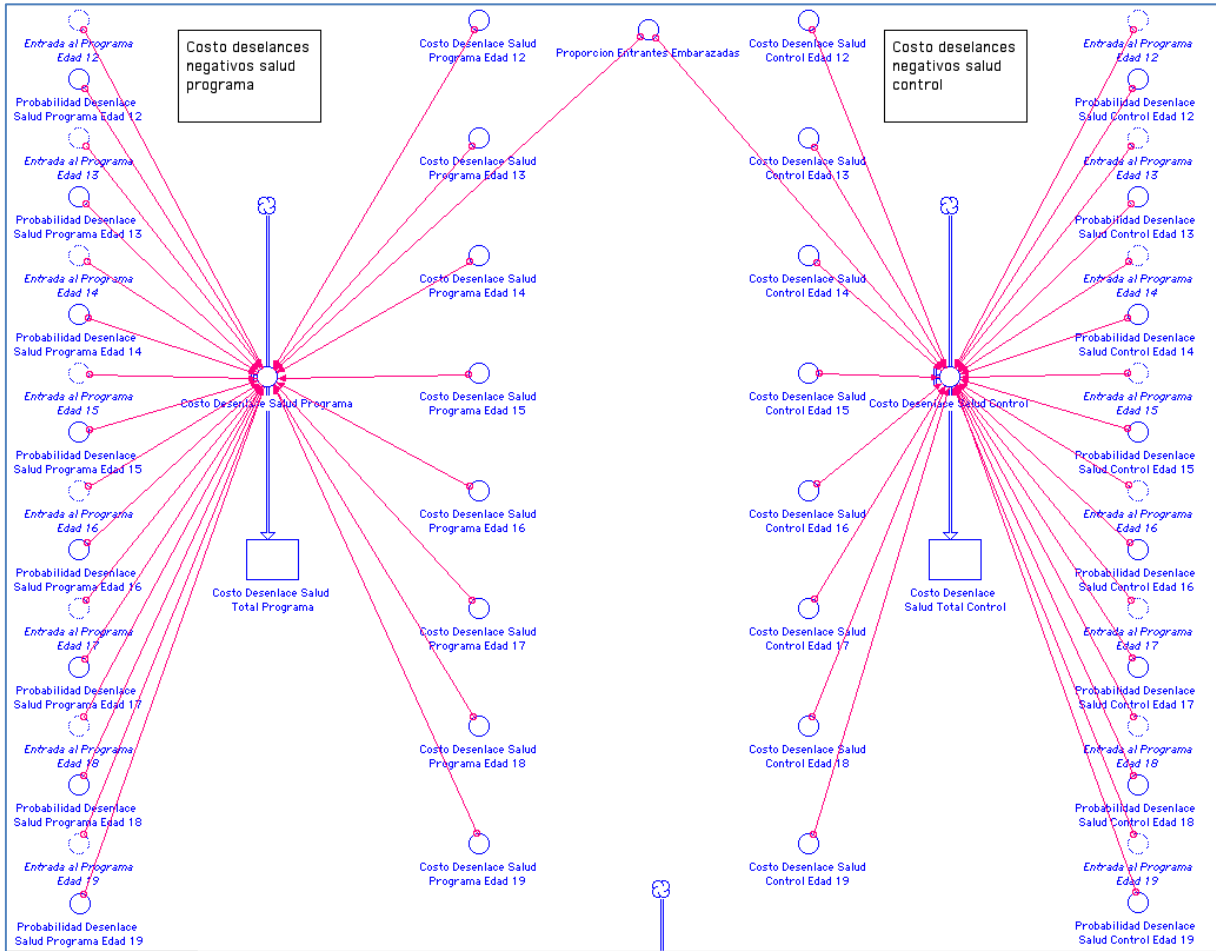 Entrada al Programa
Edad 12
Probabilidad Desenlace
Salud Programa Edad 12
Entrada al Programa
Edad 13
Probabilidad Desenlace
Salud Programa Edad 13
Entrada al Programa
Edad 14
Probabilidad Desenlace
Salud Programa Edad 14
Entrada al Programa
Edad 15
Probabilidad Desenlace
Salud Programa Edad 15
Entrada al Programa
Edad 16
Probabilidad Desenlace
Salud Programa Edad 16
Entrada al Programa
Edad 17
Probabilidad Desenlace
Salud Programa Edad 17
Entrada al Programa
Edad 18
Probabilidad Desenlace
Salud Programa Edad 18
Entrada al Programa
Edad 19
Probabilidad Desenlace
Salud Programa Edad 19
Costo deselances
negativos salud
programa
Costo Desenlace Salud Programa
Costo Desenlace Salud
Total Programa
Costo Desenlace Salud
Programa Edad 12
Costo Desenlace Salud
Programa Edad 13
Costo Desenlace Salud
Programa Edad 14
Costo Desenlace Salud
Programa Edad 15
Costo Desenlace Salud
Programa Edad 16
Costo Desenlace Salud
Programa Edad 17
Costo Desenlace Salud
Programa Edad 18
Costo Desenlace Salud
Programa Edad 19
Proporcion Entrantes Embarazadas
Costo Desenlace Salud
Control Edad 12
Costo Desenlace Salud
Control Edad 13
Costo Desenlace Salud
Control Edad 14
Costo Desenlace Salud
Control Edad 15
Costo Desenlace Salud
Control Edad 16
Costo Desenlace Salud
Control Edad 17
Costo Desenlace Salud
Control Edad 18
Costo Desenlace Salud
Control Edad 19
Costo deselances
negativos salud
control
Costo Desenlace Salud Control
Costo Desenlace
Salud Total Control
Entrada al Programa
Edad 12
Probabilidad Desenlace
Salud Control Edad 12
Entrada al Programa
Edad 13
Probabilidad Desenlace
Salud Control Edad 13
Entrada al Programa
Edad 14
Probabilidad Desenlace
Salud Control Edad 14
Entrada al Programa
Edad 15
Probabilidad Desenlace
Salud Control Edad 15
Entrada al Programa
Edad 16
Probabilidad Desenlace
Salud Control Edad 16
Entrada al Programa
Edad 17
Probabilidad Desenlace
Salud Control Edad 17
Entrada al Programa
Edad 18
Probabilidad Desenlace
Salud Control Edad 18
Entrada al Programa
Edad 19
Probabilidad Desenlace
Salud Control Edad 19